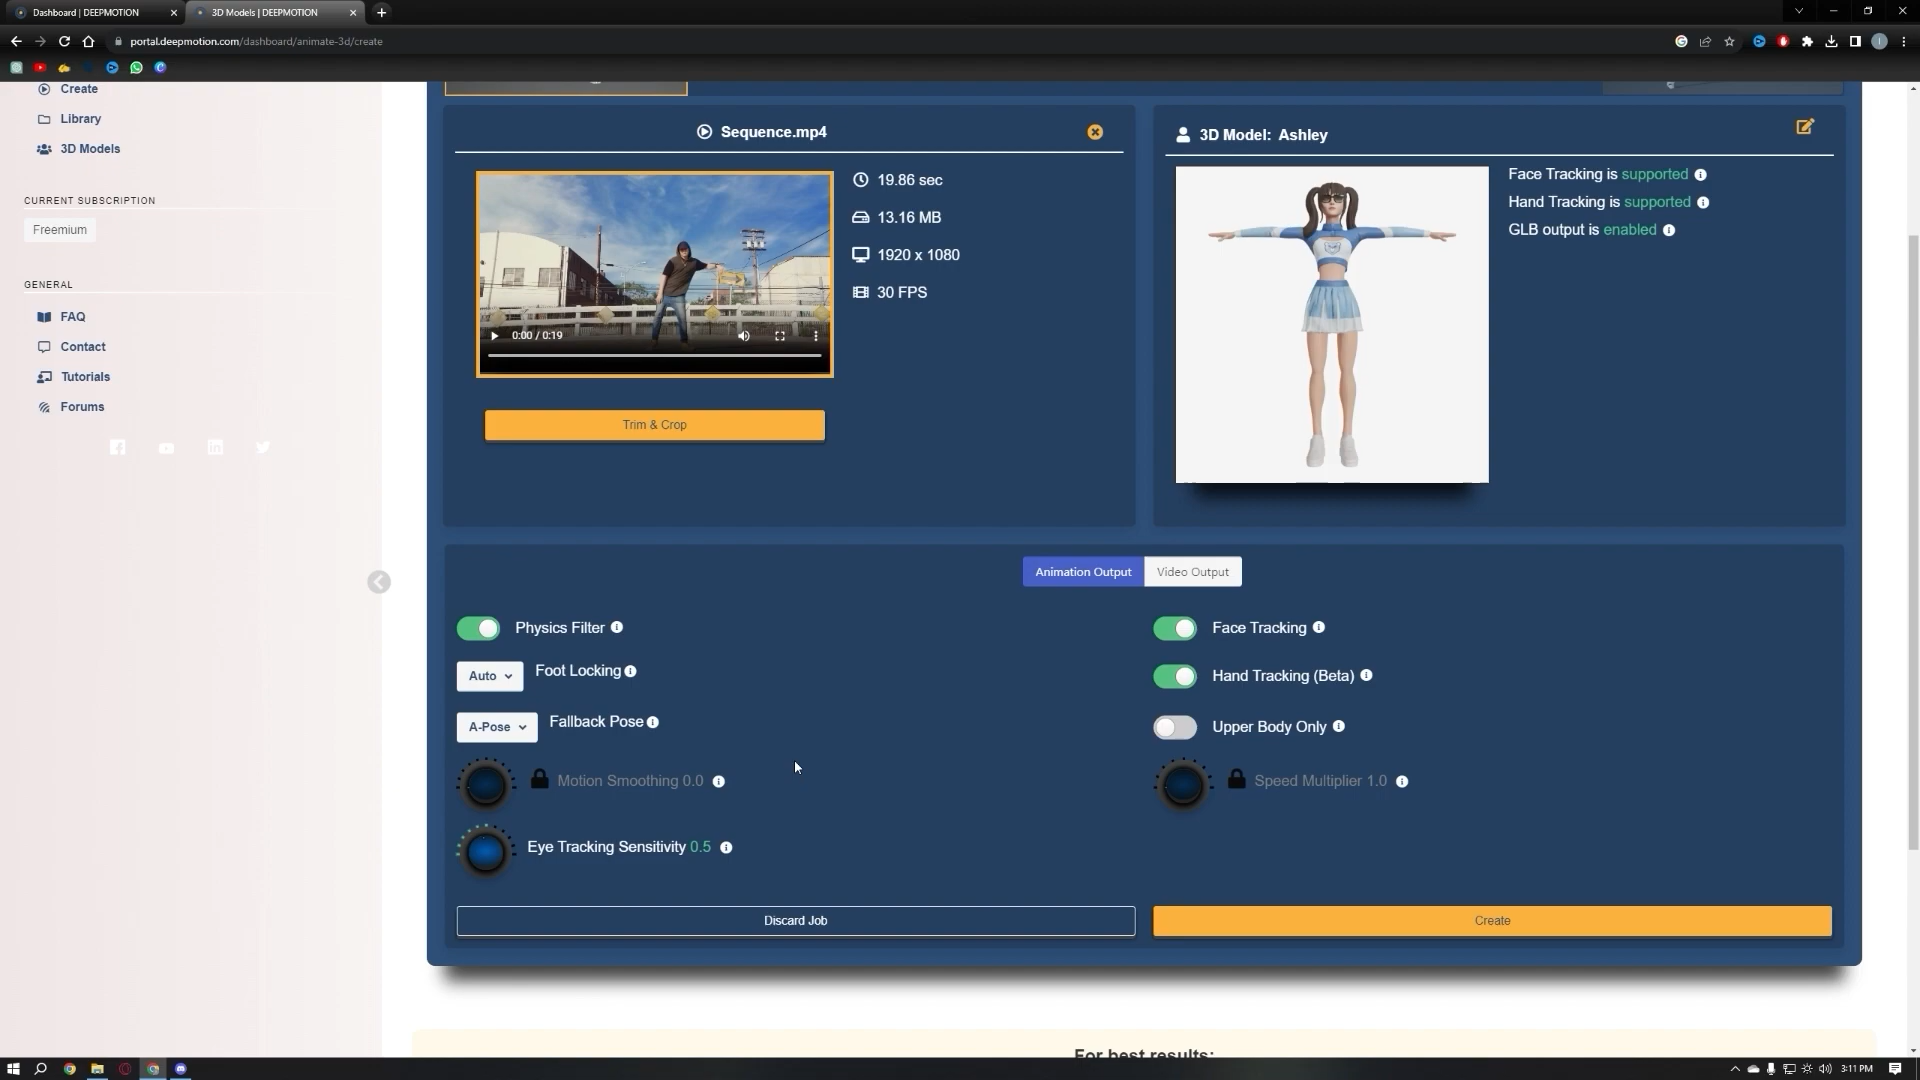 Dashboard | DEEPMOTION
3D Models | DEEPMOTION
portal.deepmotion.com/dashboard/animate-3d/create
Create
Library
3D Models
CURRENT SUBSCRIPTION
Freemium
GENERAL
FAQ
Contact
Tutorials
Forums
Sequence.mp4
0:00 / 0:19
19.86 sec
13.16 MB
1920 x 1080
30 FPS
Trim & Crop
3D Model: Ashley
Face Tracking is supported
Hand Tracking is supported
GLB output is enabled
Animation Output
Video Output
Physics Filter
Face Tracking
Auto
Foot Locking
Hand Tracking (Beta)
A-Pose
Fallback Pose
Upper Body Only
Motion Smoothing 0.0
Speed Multiplier 1.0
Eye Tracking Sensitivity 0.5
Discard Job
Create
For best results:
3:11 PM